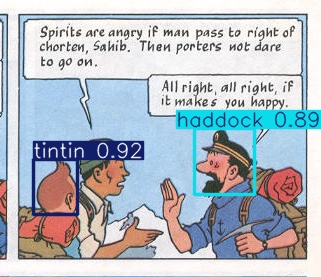 Spirits are angry if man pass to right of
chorten, Sahib. Then porters not dare
to go on.
All right, all right, if
it makes you happy.
haddock 0.89
tintin 0.92